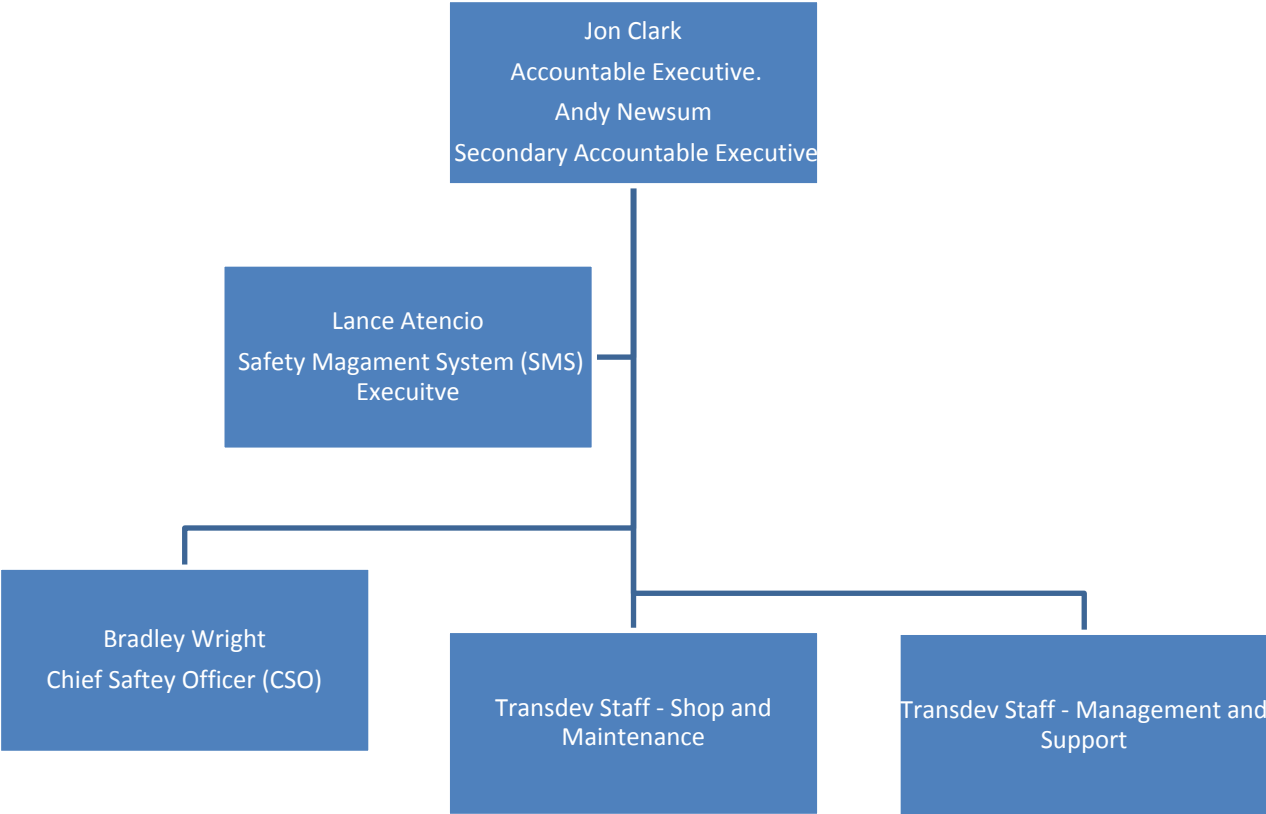 Jon Clark
Accountable Executive.
Andy Newsum
Secondary Accountable Executive
Lance Atencio
Safety Magament System (SMS)
Execuitve
Bradley Wright
Chief Saftey Officer (CSO)
Transdev Staff - Shop and
Maintenance
Transdev Staff - Management and
Support